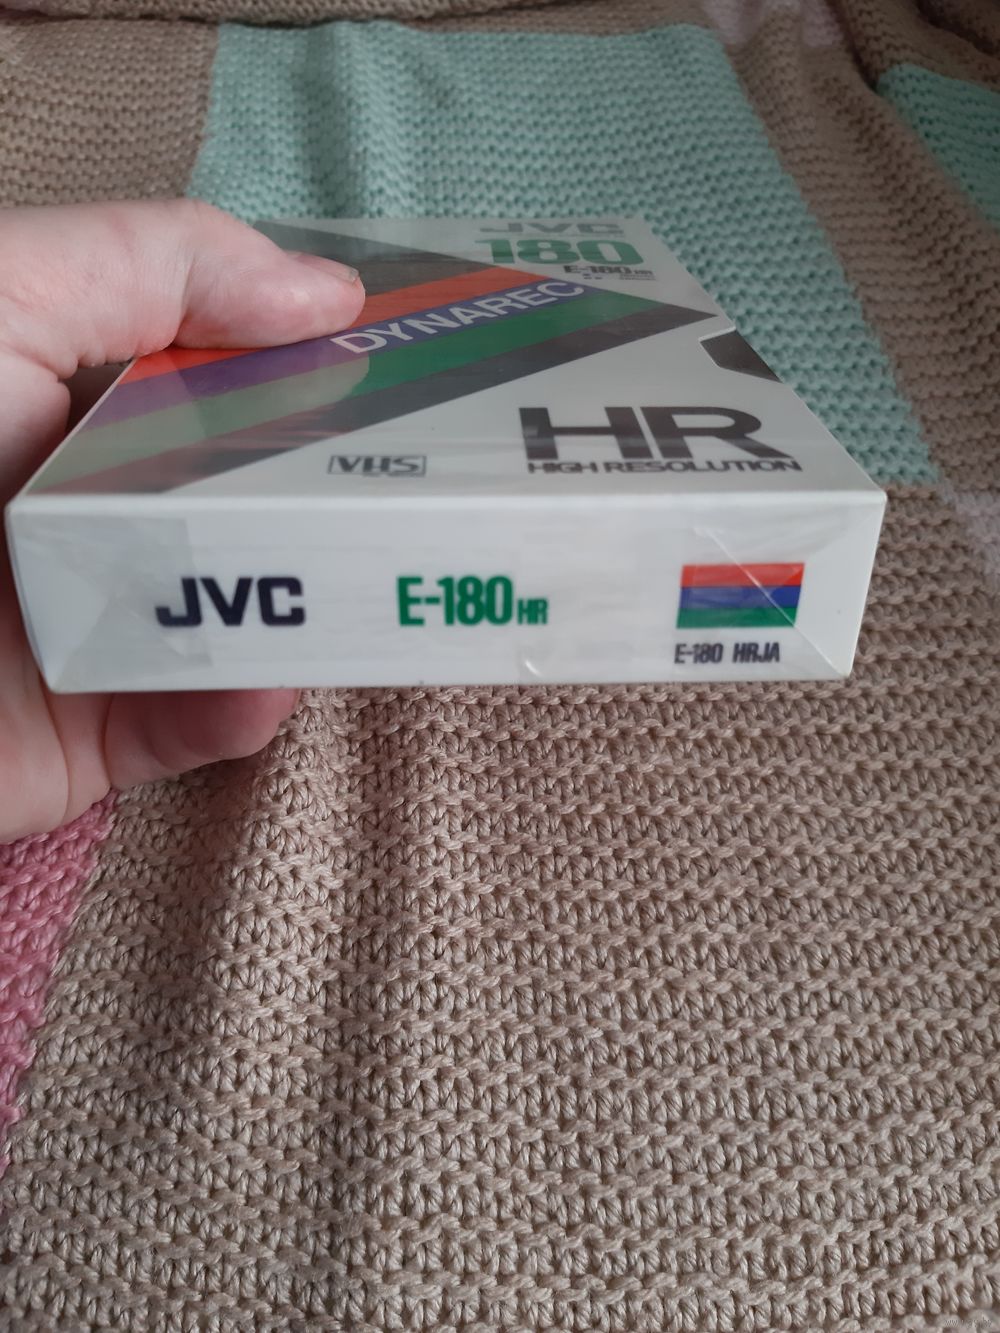 JVC
180
E-180 HR
DYNAREC
HR
HIGH RESOLUTION
VHS
JVC
E-180 HR
E-180 HRJA